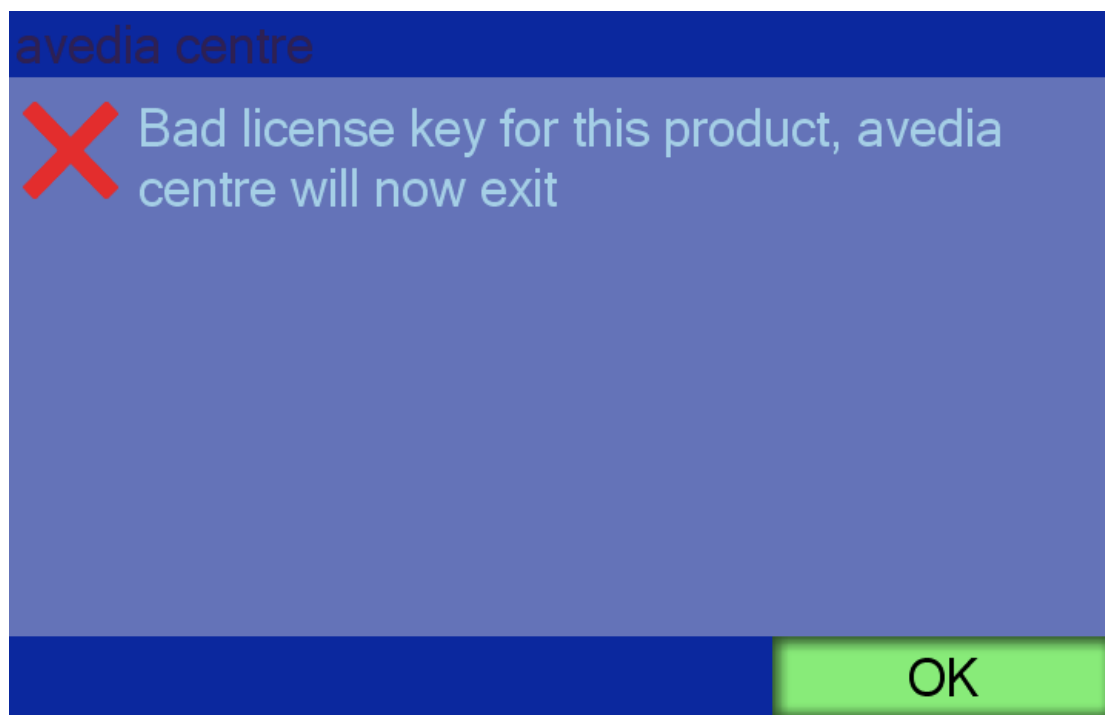 avedia centre
Bad license key for this product, avedia
centre will now exit
OK